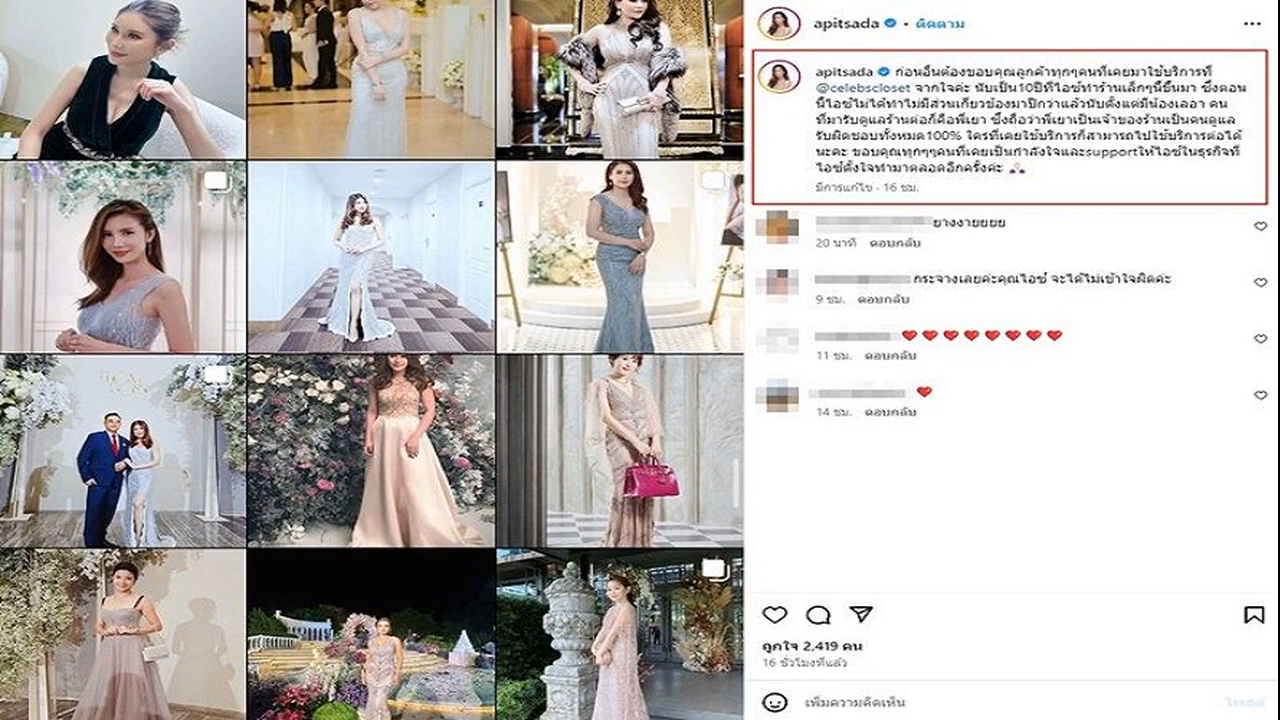 apitsada • ติดตาม
apitsada ก่อนอื่นต้องขอบคุณลูกค้าทุกๆคนที่เคยมาใช้บริการที่
@celebscloset จากใจค่ะ นับเป็น10ปีที่ไอซ์ทำร้านเล็กๆนี้ขึ้นมา ซึ่งตอน
นี้ไอซ์ไม่ได้ทำไม่มีส่วนเกี่ยวข้องมาปีกว่าแล้วนับตั้งแต่มีน้องเลอา คน
ที่มารับดูแลร้านต่อก็คือพี่เยา ซึ่งถือว่าพี่เยาเป็นเจ้าของร้านเป็นคนดูแล
รับผิดชอบทั้งหมด100% ใครที่เคยใช้บริการก็สามารถไปใช้บริการต่อได้
นะคะ ขอบคุณทุกๆๆคนที่เคยเป็นกำลังใจและsupportให้ไอซ์ในธุรกิจที่
ไอซ์ตั้งใจทำมาตลอดอีกครั้งค่ะ
มีการแก้ไข · 16 ชม.
ยางงายยยย
20 นาที ตอบกลับ
กระจ่างเลยค่ะคุณไอซ์ จะได้ไม่เข้าใจผิดค่ะ
9 ชม. ตอบกลับ
11 ชม. ตอบกลับ
14 ชม. ตอบกลับ
ถูกใจ 2,419 คน
16 ชั่วโมงที่แล้ว
เพิ่มความคิดเห็น
โพสต์